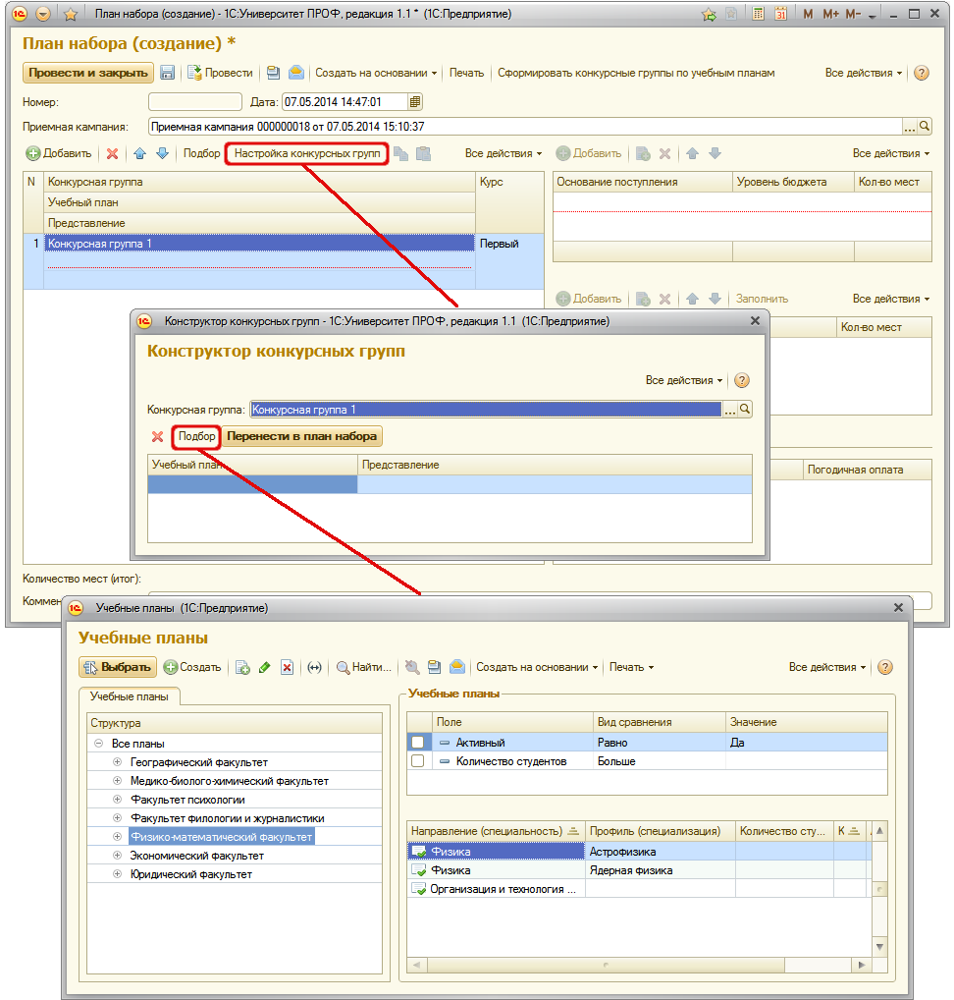 План набора (создание) - 1С:Университет ПРОФ, редакция 1.1 * (1С:Предприятие)
31 M M+ M-
План набора (создание) *
Провести и закрыть Провести Создать на основании Печать Сформировать конкурсные группы по учебным планам Все действия ?
Номер: Дата: 07.05.2014 14:47:01
Приемная кампания: Приемная кампания 000000018 от 07.05.2014 15:10:37 ...
Добавить Подбор Настройка конкурсных групп Все действия Добавить Все действия
N Конкурсная группа Курс Основание поступления Уровень бюджета Кол-во мест
Учебный план
Представление
1 Конкурсная группа 1 Первый
Добавить Заполнить Все действия
Кол-во мест
Конструктор конкурсных групп - 1С:Университет ПРОФ, редакция 1.1 (1С:Предприятие)
Конструктор конкурсных групп
Все действия ?
Конкурсная группа: Конкурсная группа 1 ...
Подбор Перенести в план набора
Учебный план Представление
Погодичная оплата
Количество мест (итог):
Коммен
Учебные планы (1С:Предприятие)
Учебные планы
Выбрать Создать Найти... Создать на основании Печать Все действия ?
Учебные планы
Структура
Все планы
Географический факультет
Медико-биолого-химический факультет
Факультет психологии
Факультет филологии и журналистики
Физико-математический факультет
Экономический факультет
Юридический факультет
Учебные планы
Поле Вид сравнения Значение
Активный Равно Да
Количество студентов Больше
Направление (специальность) Профиль (специализация) Количество сту... К
Физика Астрофизика
Физика Ядерная физика
Организация и технология ...